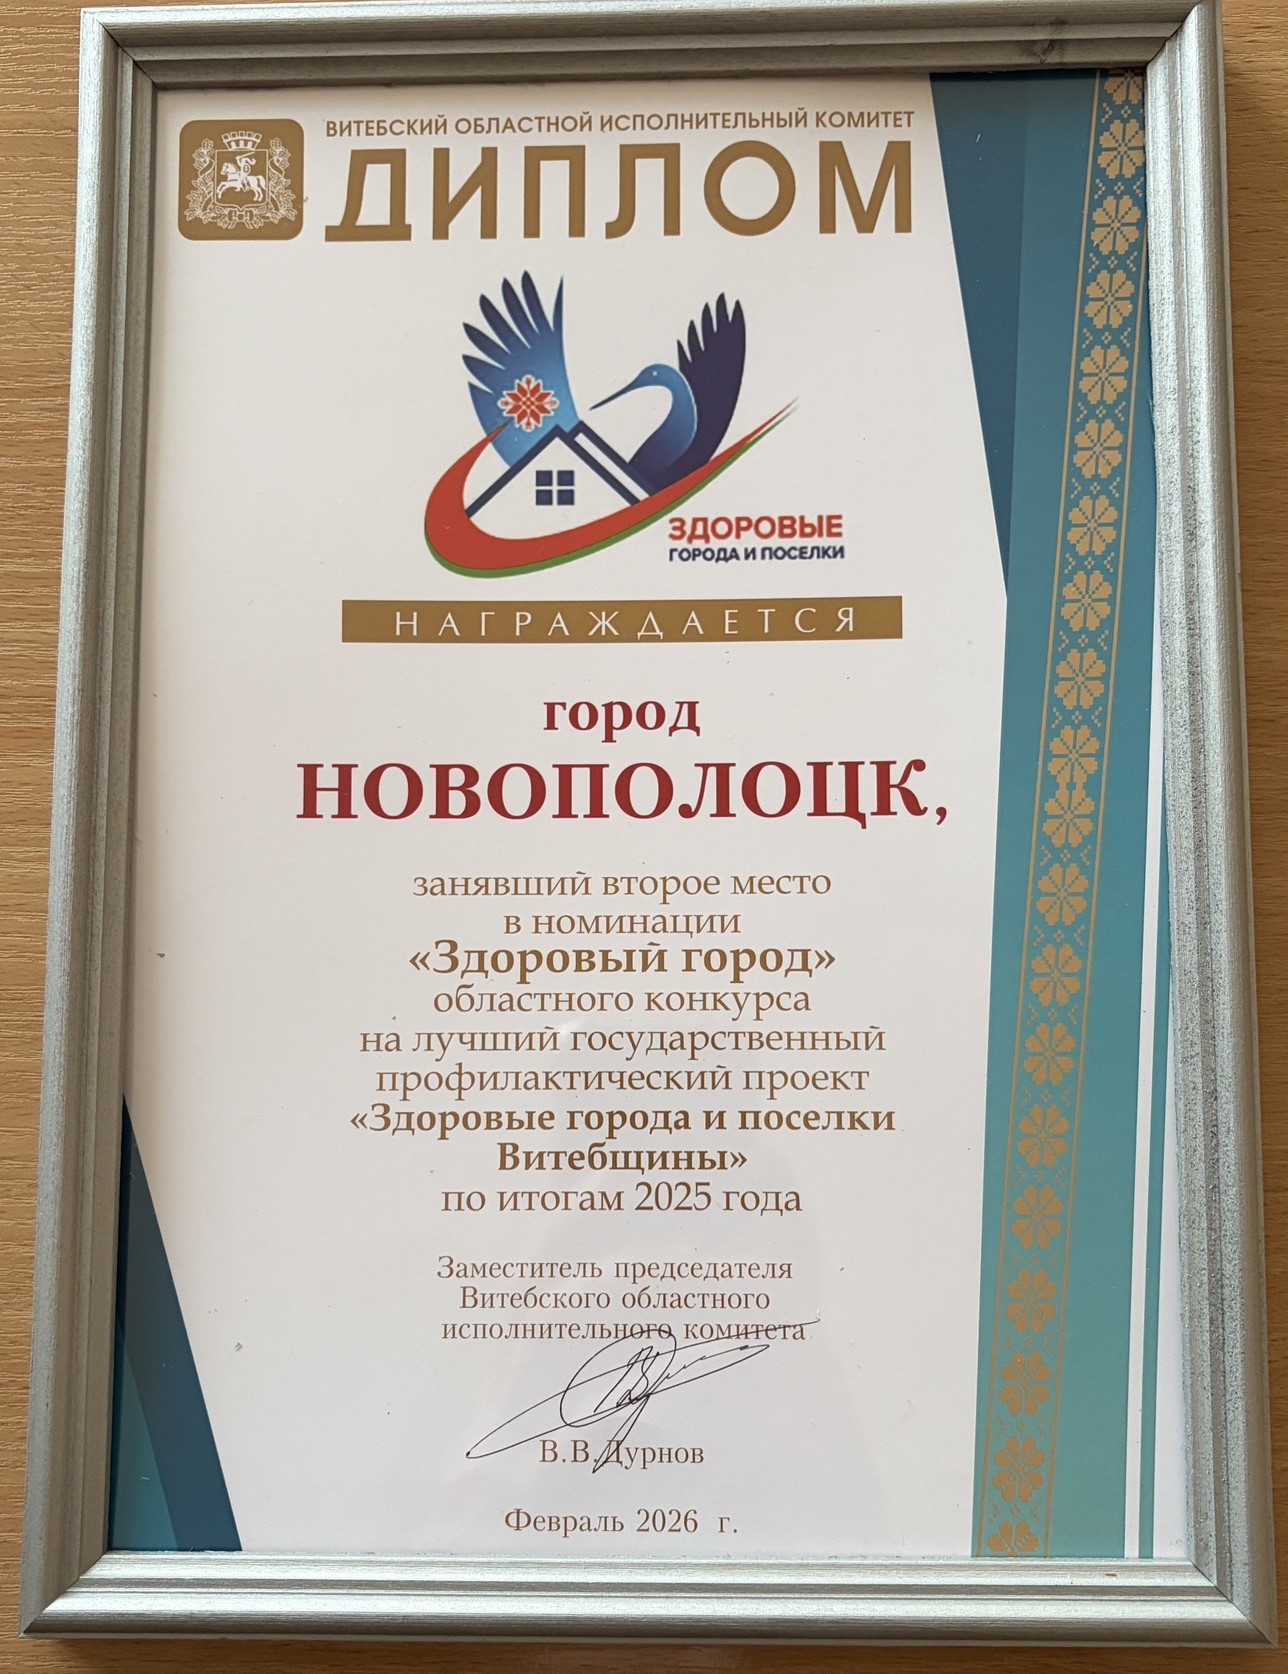 ВИТЕБСКИЙ ОБЛАСТНОЙ ИСПОЛНИТЕЛЬНЫЙ КОМИТЕТ
ДИПЛОМ
ЗДОРОВЫЕ
ГОРОДА И ПОСЕЛКИ
НАГРАЖДАЕТСЯ
город
НОВОПОЛОЦК,
занявший второе место
в номинации
«Здоровый город»
областного конкурса
на лучший государственный
профилактический проект
«Здоровые города и поселки
Витебщины»
по итогам 2025 года
Заместитель председателя
Витебского областного
исполнительного комитета
В.В.Дурнов
Февраль 2026 г.